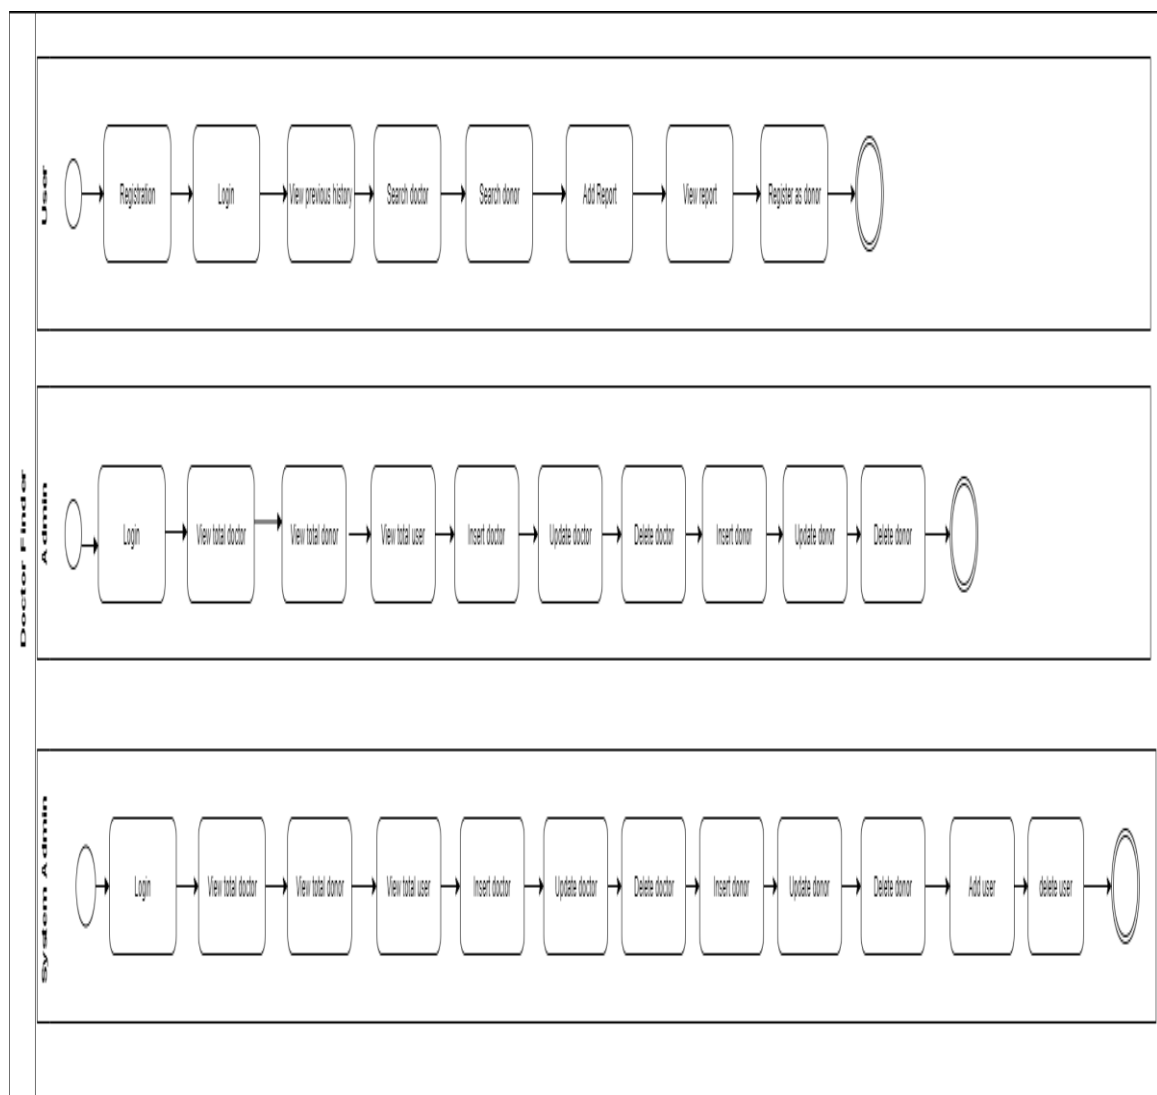 Doctor Finder
User
Registration
Login
View previous history
Search doctor
Search donor
Add Report
View report
Register as donor
Admin
Login
View total doctor
View total donor
View total user
Insert doctor
Update doctor
Delete doctor
Insert donor
Update donor
Delete donor
System Admin
Login
View total doctor
View total donor
View total user
Insert doctor
Update doctor
Delete doctor
Insert donor
Update donor
Delete donor
Add user
delete user